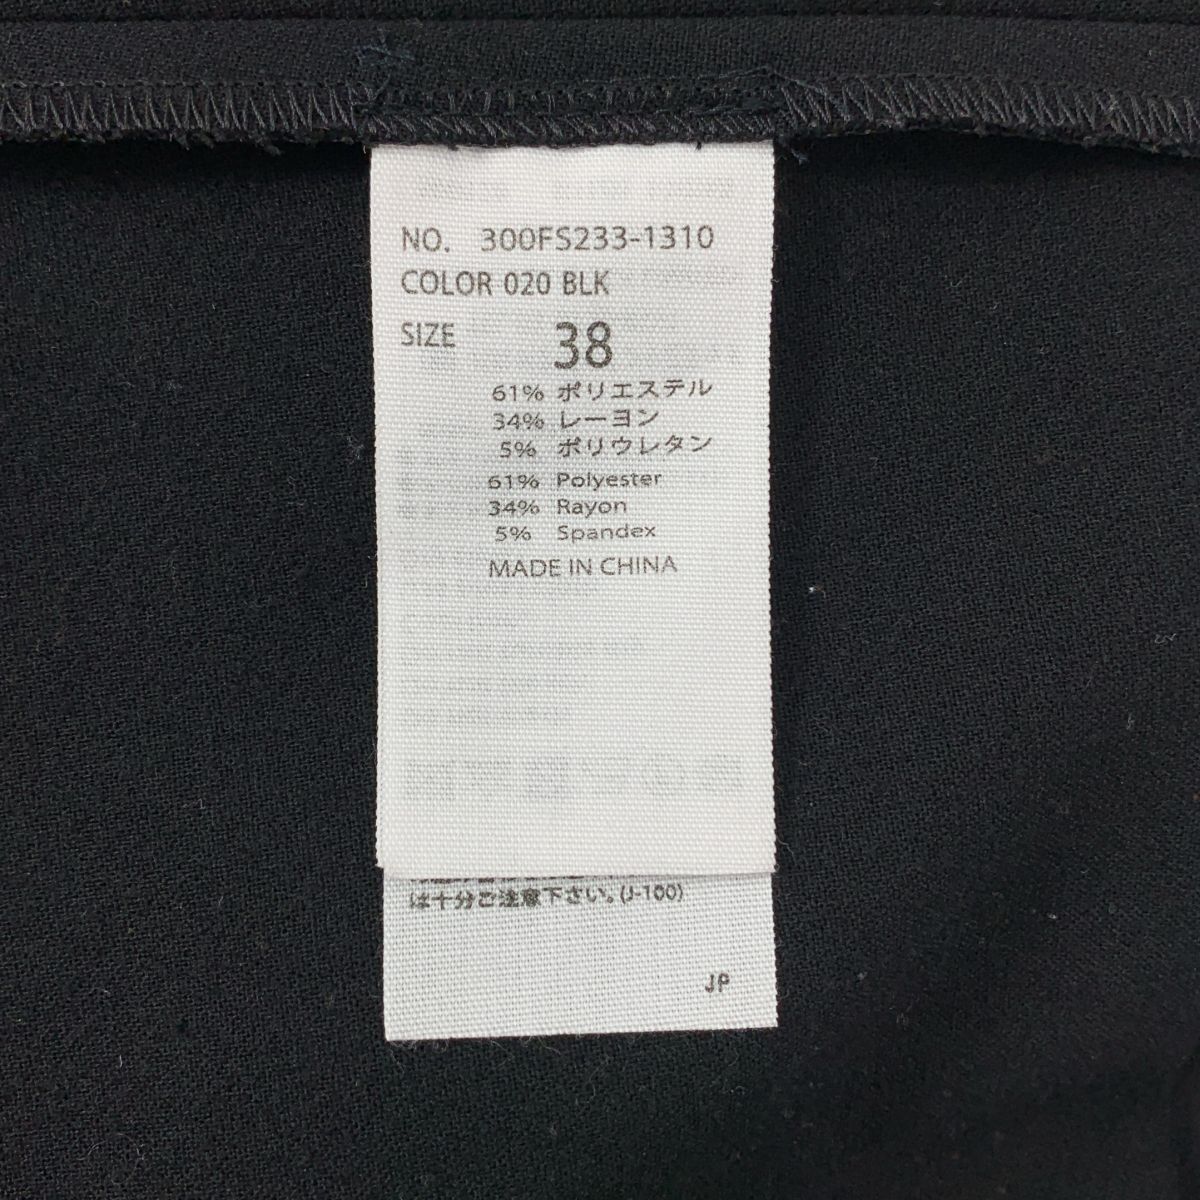 NO. 300FS233-1310
COLOR 020 BLK
SIZE 38
61% ポリエステル
34% レーヨン
5% ポリウレタン
61% Polyester
34% Rayon
5% Spandex
MADE IN CHINA
は十分ご注意下さい。(J-100)
JP